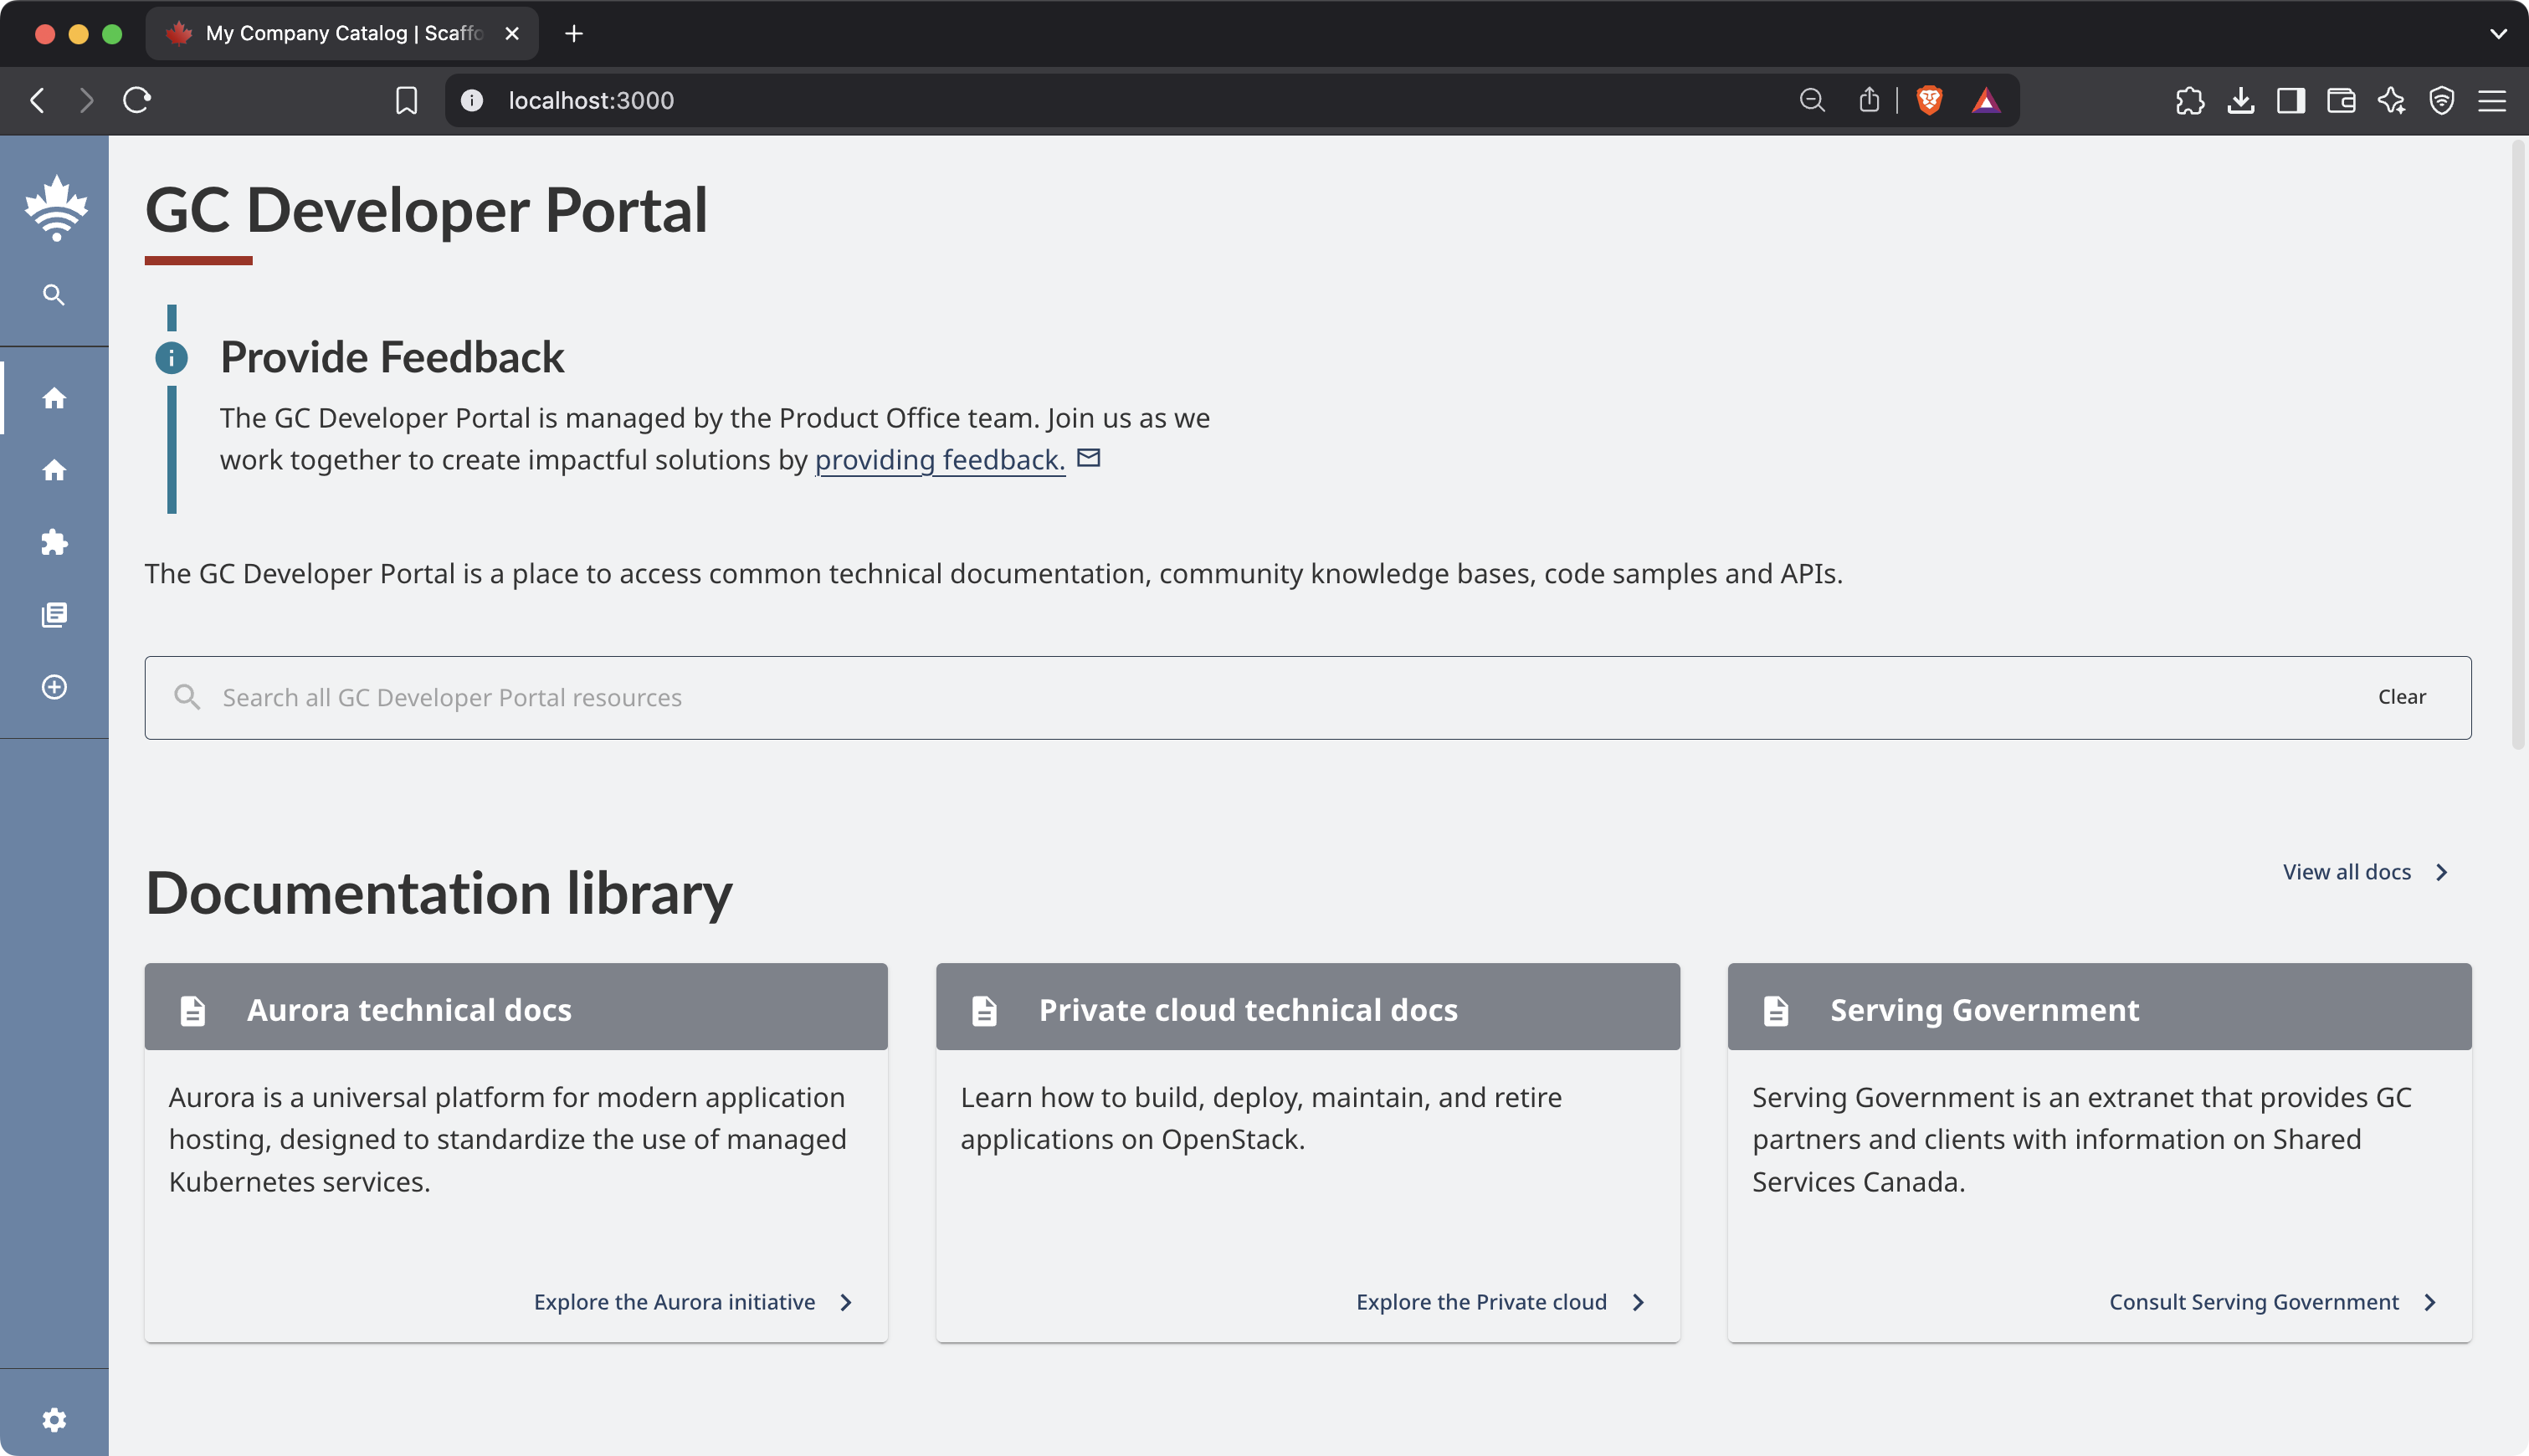 My Company Catalog | Scaffo
localhost:3000
GC Developer Portal
Provide Feedback
The GC Developer Portal is managed by the Product Office team. Join us as we
work together to create impactful solutions by providing feedback.
The GC Developer Portal is a place to access common technical documentation, community knowledge bases, code samples and APIs.
Search all GC Developer Portal resources
Clear
Documentation library
View all docs
Aurora technical docs
Aurora is a universal platform for modern application
hosting, designed to standardize the use of managed
Kubernetes services.
Explore the Aurora initiative
Private cloud technical docs
Learn how to build, deploy, maintain, and retire
applications on OpenStack.
Explore the Private cloud
Serving Government
Serving Government is an extranet that provides GC
partners and clients with information on Shared
Services Canada.
Consult Serving Government